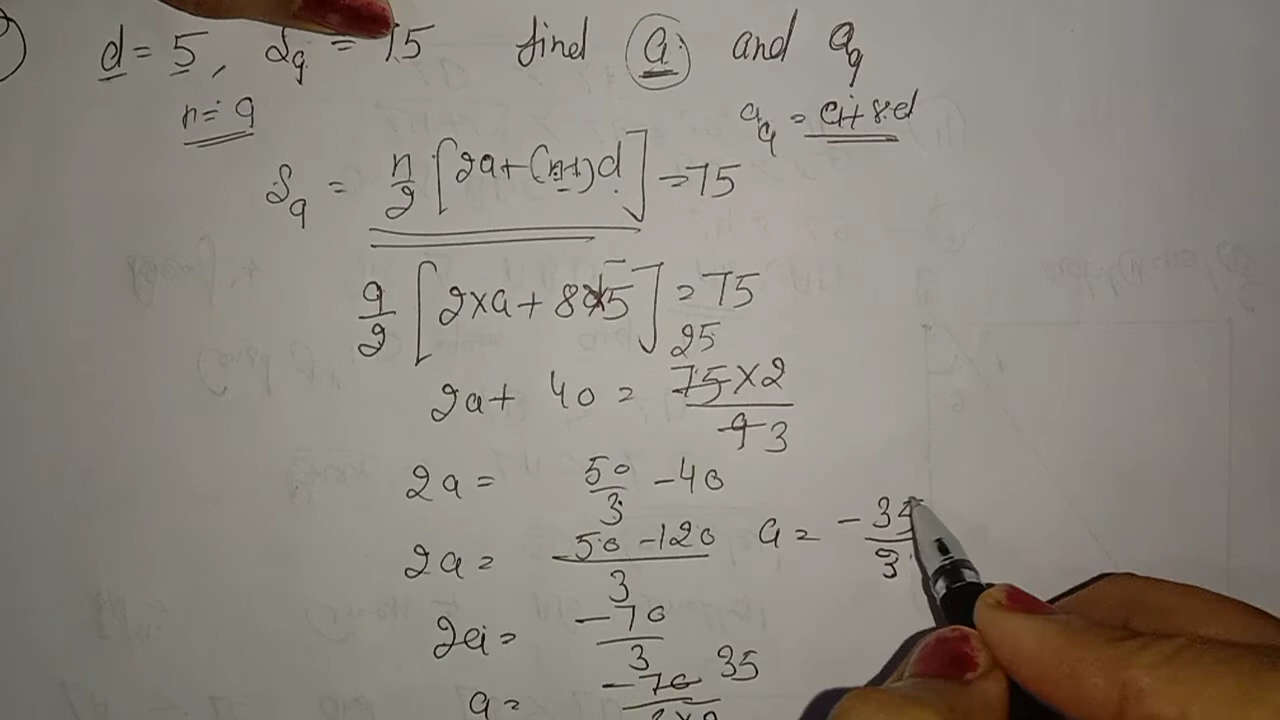 d = 5, S9 = 75 find a and a9
n = 9
a9 = a + 8d
S9 = n/2 [2a + (n-1)d] = 75
9/2 [2×a + 8×5] = 75
25
2a + 40 = 75×2/9 3
2a = 50/3 - 40
2a = 50 - 120/3
a = -35/3
2a = -70/3
a = -70 35